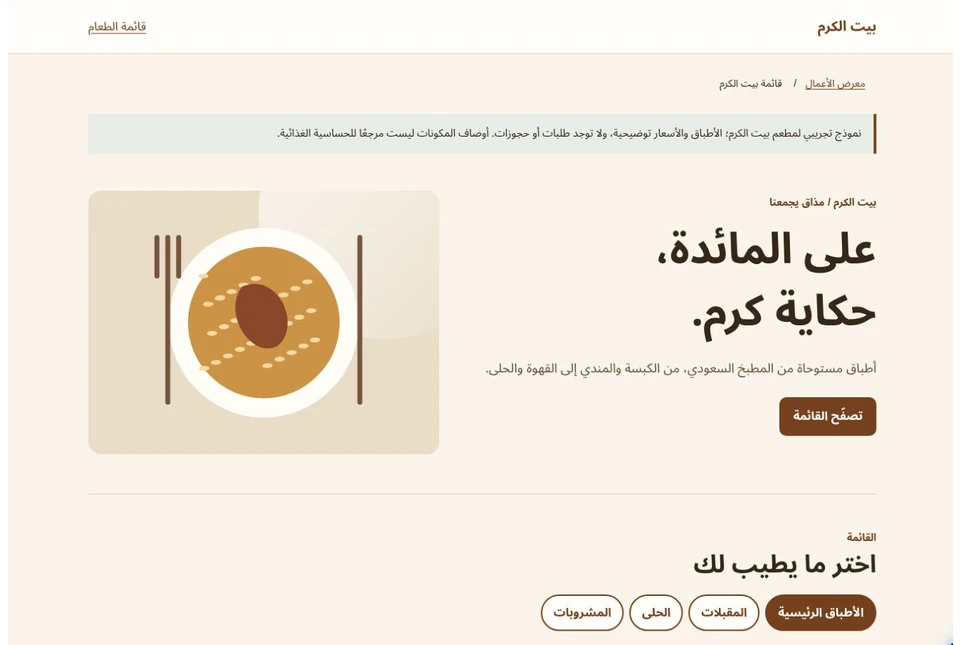 بيت الكرم
قائمة الطعام
معرض الأعمال / قائمة بيت الكرم
نموذج تجريبي لمطعم بيت الكرم؛ الأطباق والأسعار توضيحية، ولا توجد طلبات أو حجوزات. أوصاف المكونات ليست مرجعًا للحساسية الغذائية.
بيت الكرم / مذاق يجمعنا
على المائدة،
حكاية كرم.
أطباق مستوحاة من المطبخ السعودي، من الكبسة والمندي إلى القهوة والحلى.
تصفّح القائمة
القائمة
اختر ما يطيب لك
الأطباق الرئيسية
المقبلات
الحلى
المشروبات